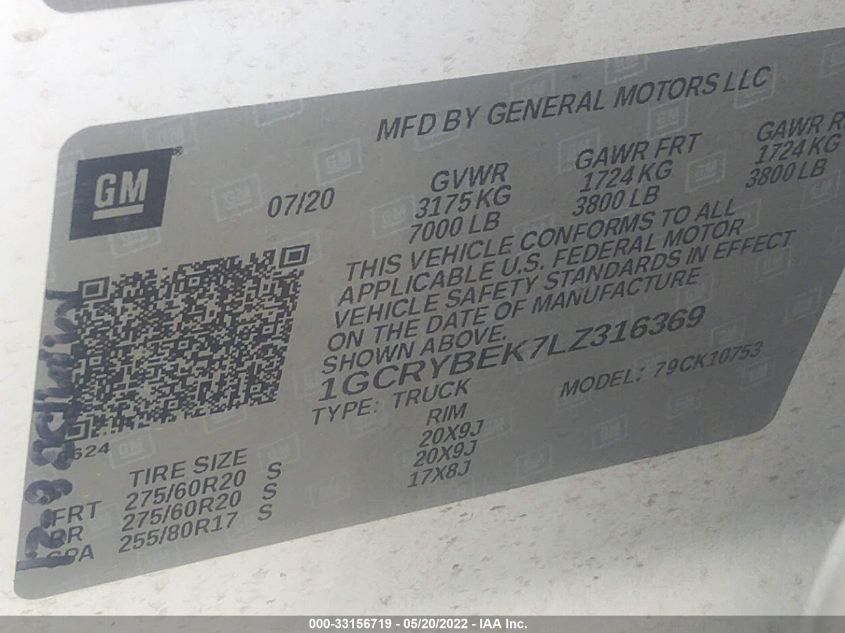 MFD BY GENERAL MOTORS LLC
GM
07/20
GVWR GAWR FRT GAWR
3175 KG 1724 KG 1724 KG
7000 LB 3800 LB 3800 LB
THIS VEHICLE CONFORMS TO ALL
APPLICABLE U.S. FEDERAL MOTOR
VEHICLE SAFETY STANDARDS IN EFFECT
ON THE DATE OF MANUFACTURE
SHOWN ABOVE.
1GCRYBEK7LZ316369
TYPE: TRUCK MODEL: 79CK10753
TIRE SIZE RIM
FRT 275/60R20 S 20X9J
RR 275/60R20 S 20X9J
SPA 255/80R17 S 17X8J
000-33156719 - 05/20/2022 - IAA Inc.